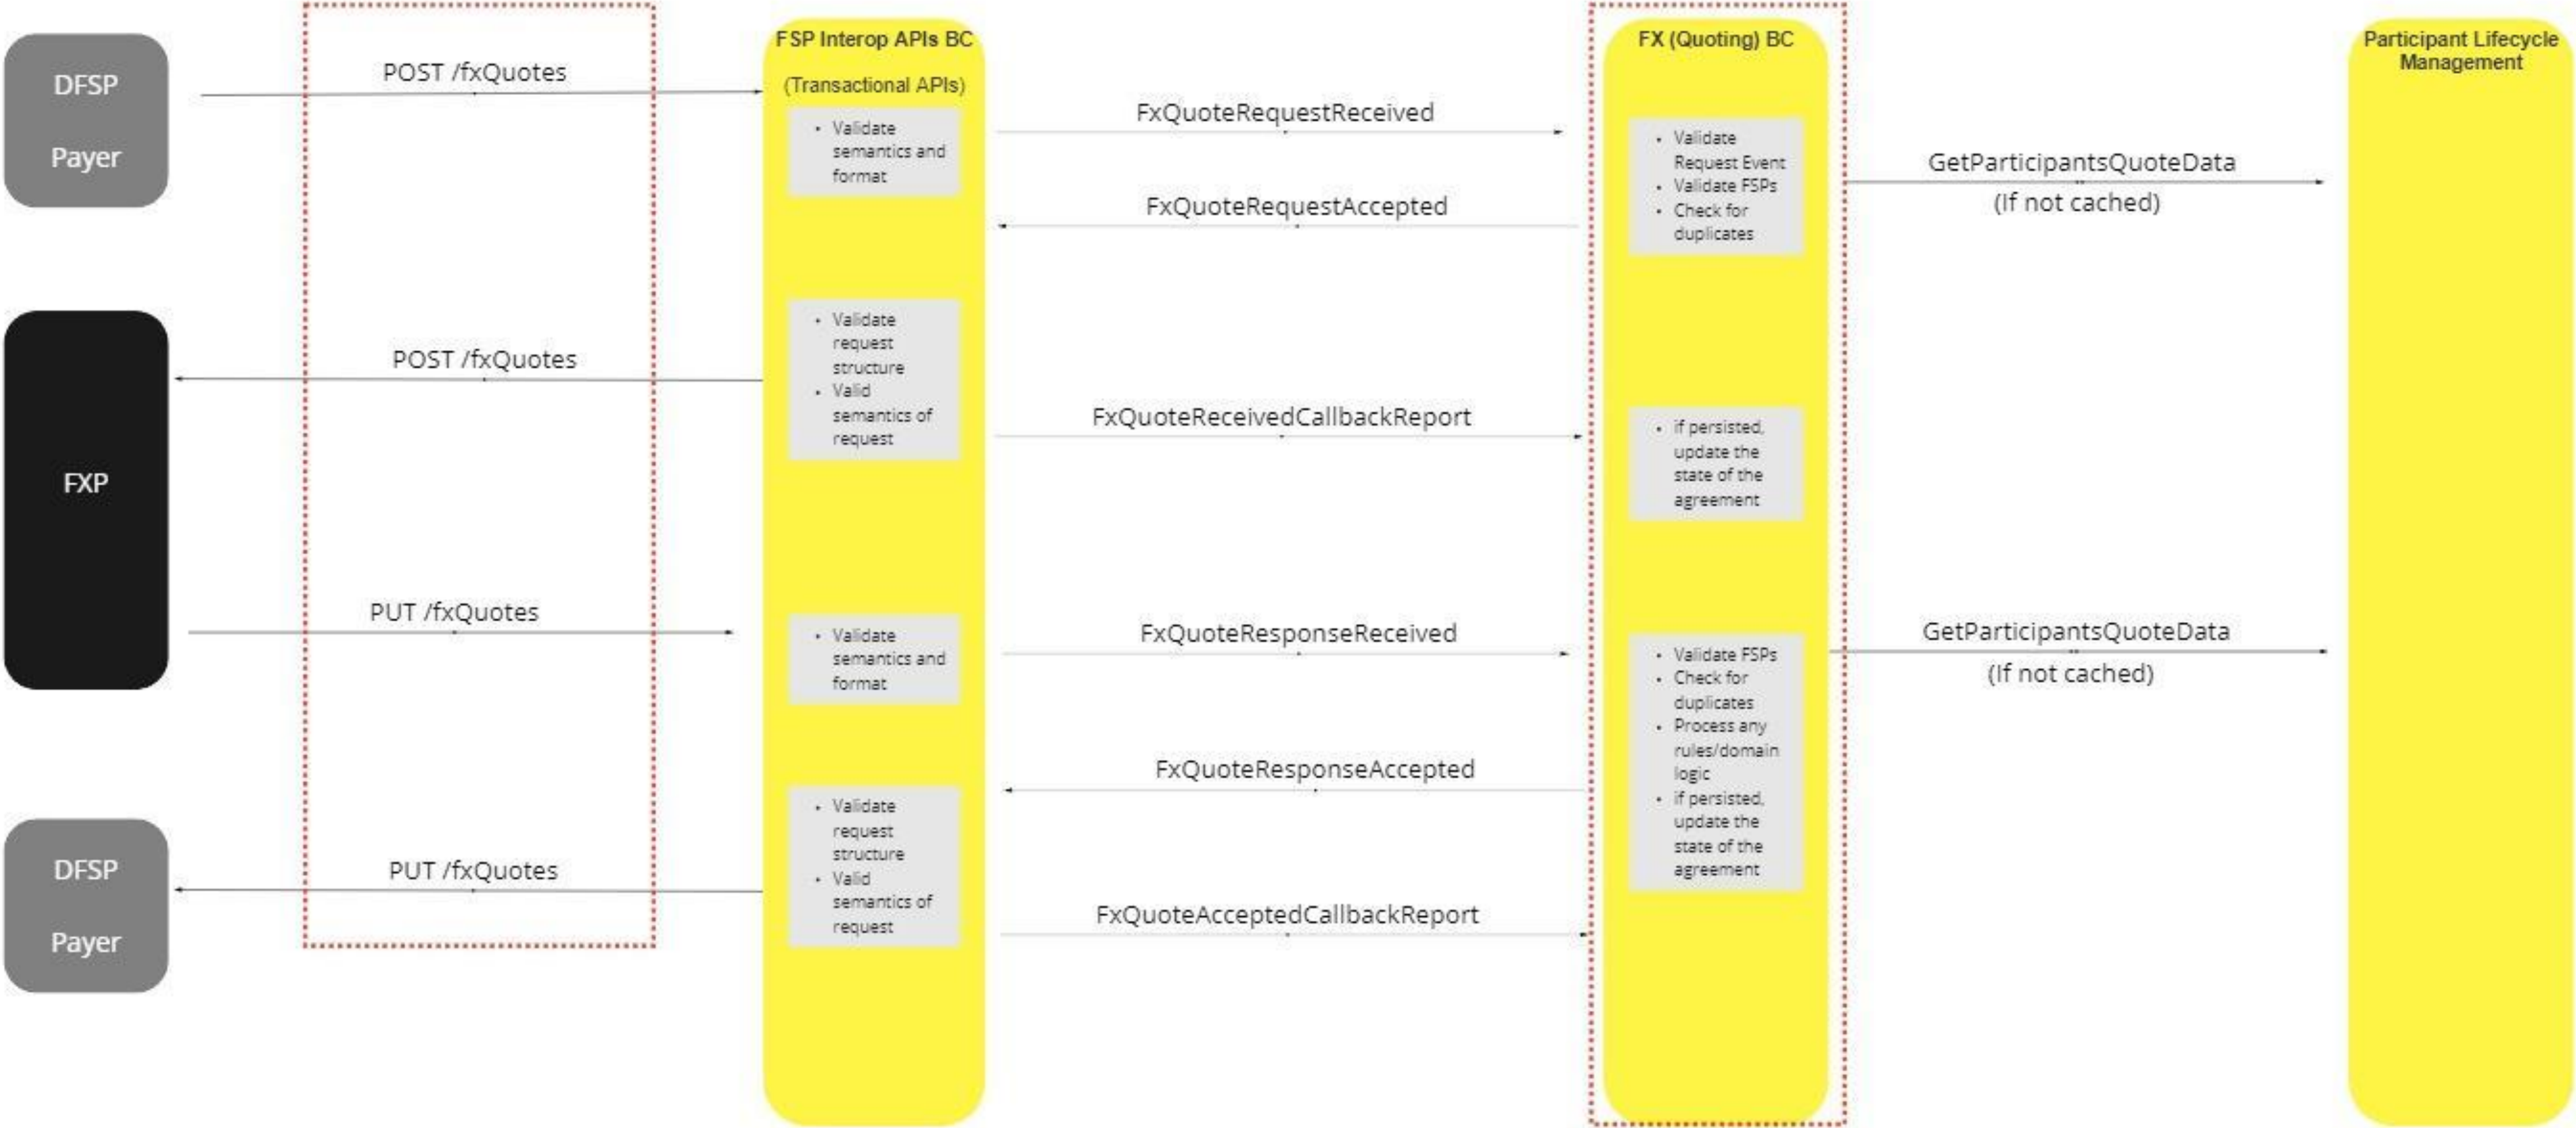 DFSP
Payer
POST /fxQuotes
FSP Interop APIs BC
(Transactional APIs)
• Validate
semantics and
format
FxQuoteRequestReceived
FxQuoteRequestAccepted
FX (Quoting) BC
• Validate
Request Event
• Validate FSPs
• Check for
duplicates
GetParticipantsQuoteData
(If not cached)
Participant Lifecycle
Management
FXP
POST /fxQuotes
• Validate
request
structure
• Valid
semantics of
request
FxQuoteReceivedCallbackReport
• if persisted,
update the
state of the
agreement
PUT /fxQuotes
• Validate
semantics and
format
FxQuoteResponseReceived
FxQuoteResponseAccepted
• Validate FSPs
• Check for
duplicates
• Process any
rules/domain
logic
• if persisted,
update the
state of the
agreement
GetParticipantsQuoteData
(If not cached)
DFSP
Payer
PUT /fxQuotes
• Validate
request
structure
• Valid
semantics of
request
FxQuoteAcceptedCallbackReport